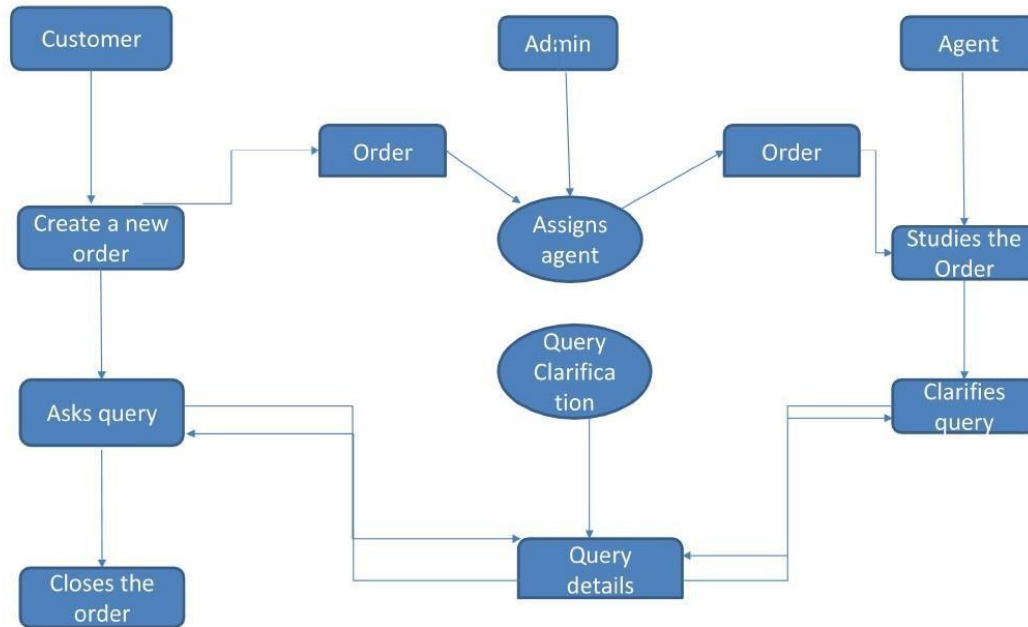 Customer
Admin
Agent
Order
Order
Create a new
order
Assigns
agent
Studies the
Order
Query
Clarifica
tion
Asks query
Clarifies
query
Query
details
Closes the
order